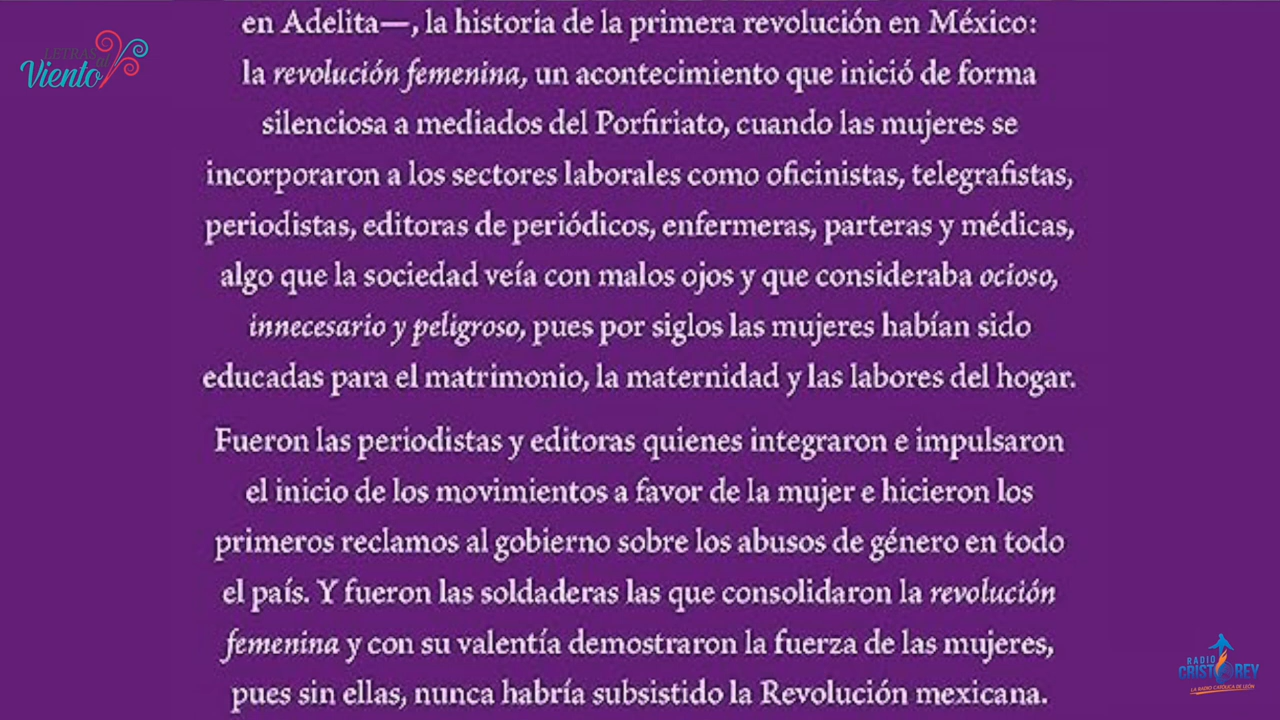 en Adelita—, la historia de la primera revolución en México:
la revolución femenina, un acontecimiento que inició de forma
silenciosa a mediados del Porfiriato, cuando las mujeres se
incorporaron a los sectores laborales como oficinistas, telegrafistas,
periodistas, editoras de periódicos, enfermeras, parteras y médicas,
algo que la sociedad veía con malos ojos y que consideraba ocioso,
innecesario y peligroso, pues por siglos las mujeres habían sido
educadas para el matrimonio, la maternidad y las labores del hogar.
Fueron las periodistas y editoras quienes integraron e impulsaron
el inicio de los movimientos a favor de la mujer e hicieron los
primeros reclamos al gobierno sobre los abusos de género en todo
el país. Y fueron las soldaderas las que consolidaron la revolución
femenina y con su valentía demostraron la fuerza de las mujeres,
pues sin ellas, nunca habría subsistido la Revolución mexicana.
LETRAS al
Viento
RADIO
CRISTO REY
LA RADIO CATÓLICA DE LEÓN